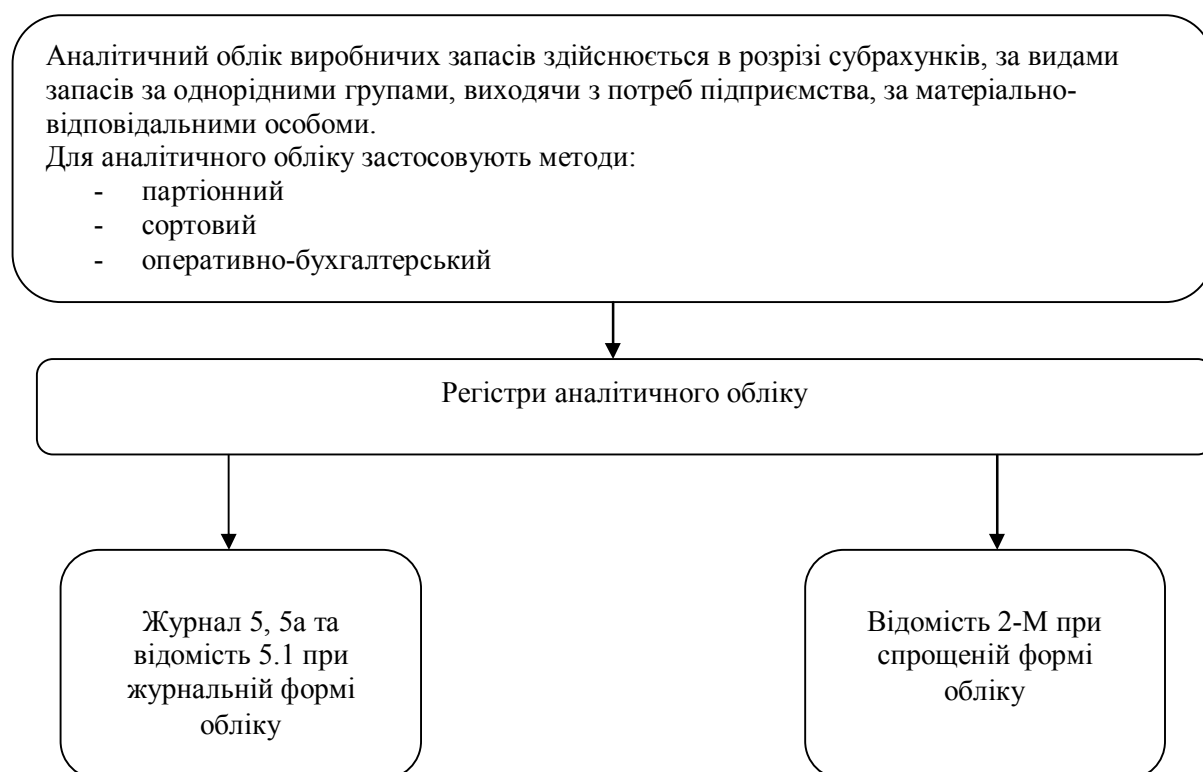 Аналітичний облік виробничих запасів здійснюється в розрізі субрахунків, за видами
запасів за однорідними групами, виходячи з потреб підприємства, за матеріально-
відповідальними особоми.
Для аналітичного обліку застосовують методи:
- партіонний
- сортовий
- оперативно-бухгалтерський
Регістри аналітичного обліку
Журнал 5, 5а та
відомість 5.1 при
журнальній формі
обліку
Відомість 2-М при
спрощеній формі
обліку